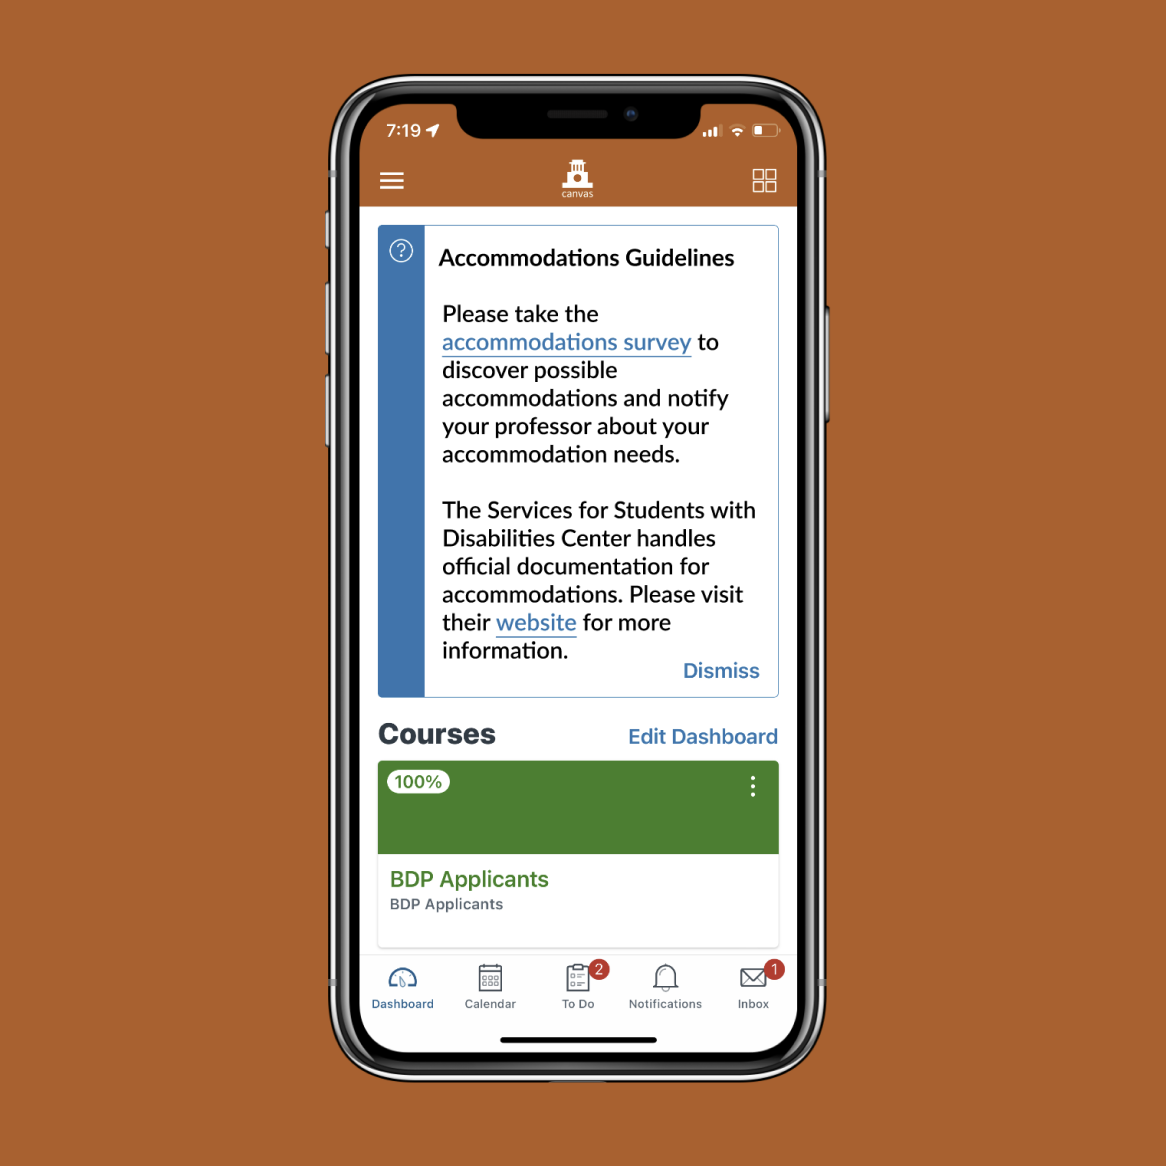 7:19
canvas
Accommodations Guidelines
Please take the
accommodations survey to
discover possible
accommodations and notify
your professor about your
accommodation needs.
The Services for Students with
Disabilities Center handles
official documentation for
accommodations. Please visit
their website for more
information.
Dismiss
Courses
Edit Dashboard
100%
BDP Applicants
BDP Applicants
2
1
Dashboard
Calendar
To Do
Notifications
Inbox